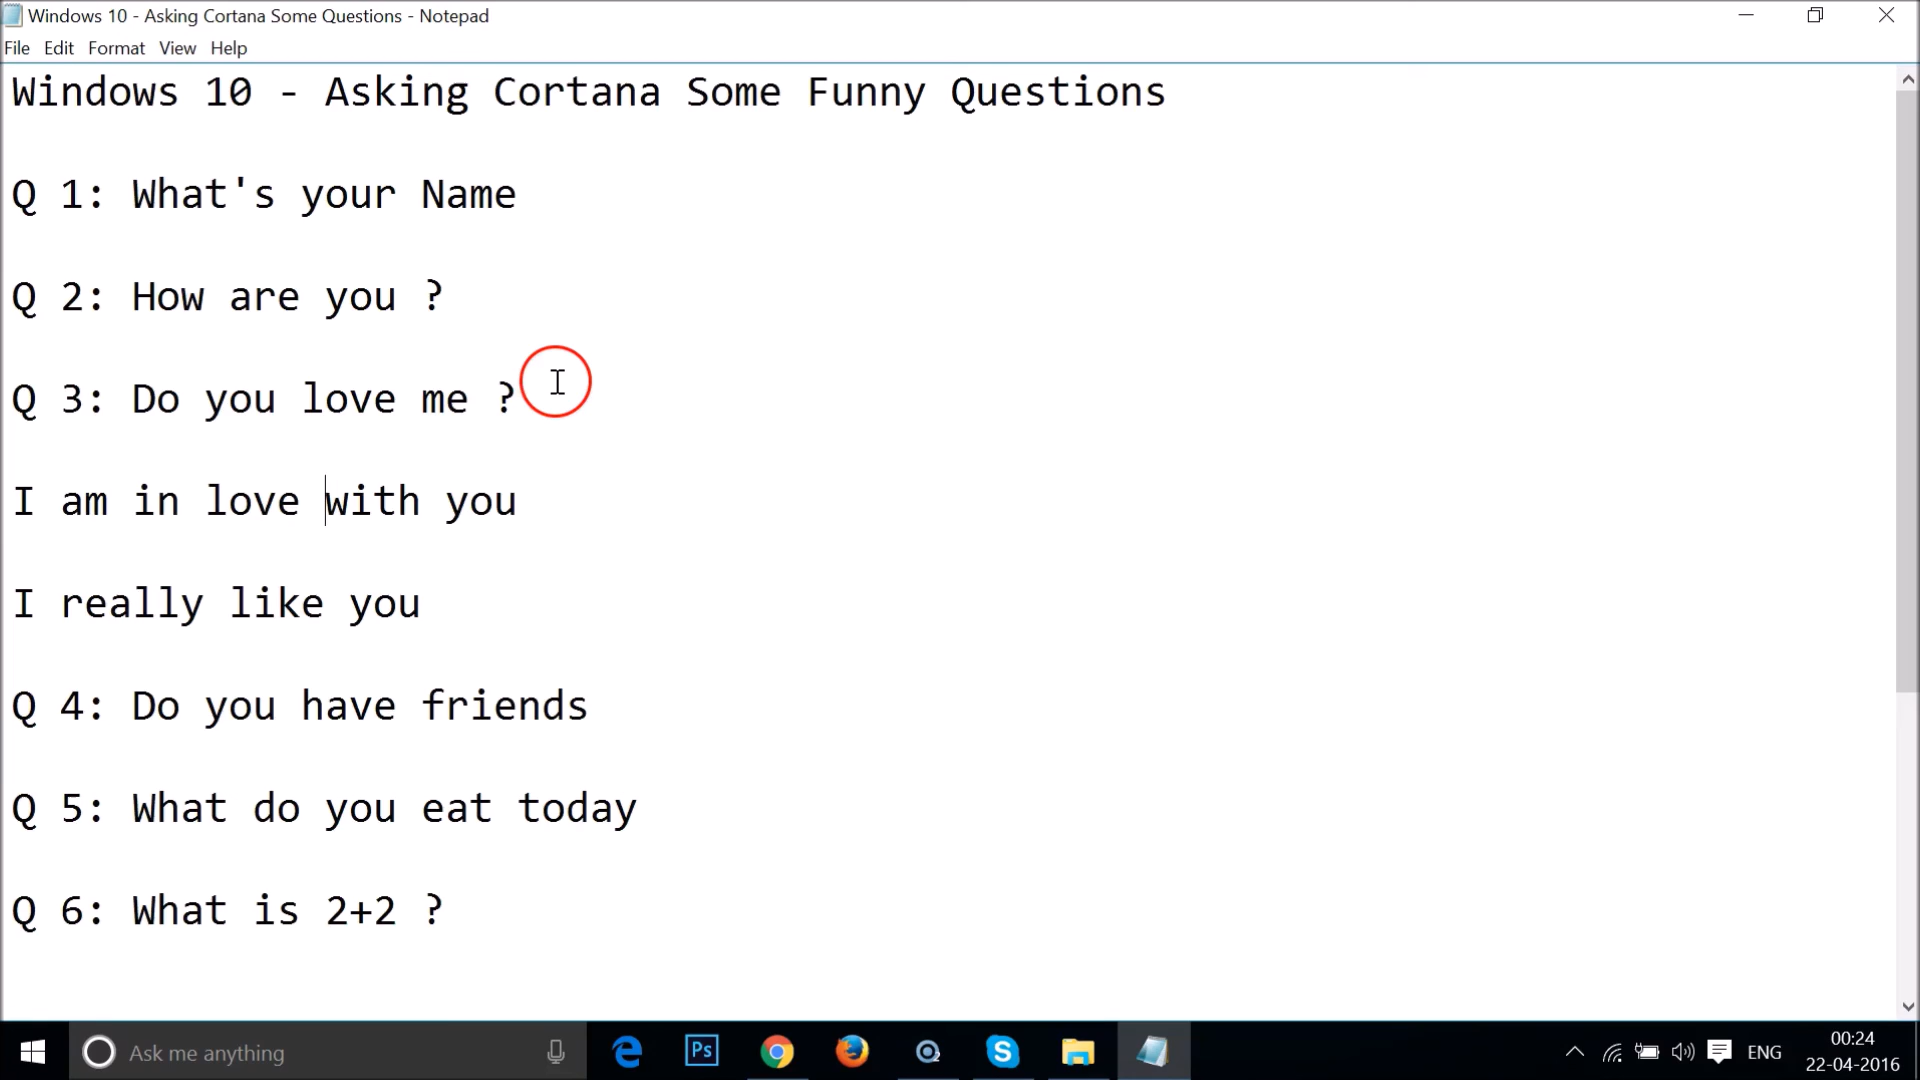 Windows 10 - Asking Cortana Some Questions - Notepad
File Edit Format View Help
Windows 10 - Asking Cortana Some Funny Questions
Q 1: What's your Name
Q 2: How are you ?
Q 3: Do you love me ?
I am in love with you
I really like you
Q 4: Do you have friends
Q 5: What do you eat today
Q 6: What is 2+2 ?
Ask me anything
Ps
ENG
00:24
22-04-2016